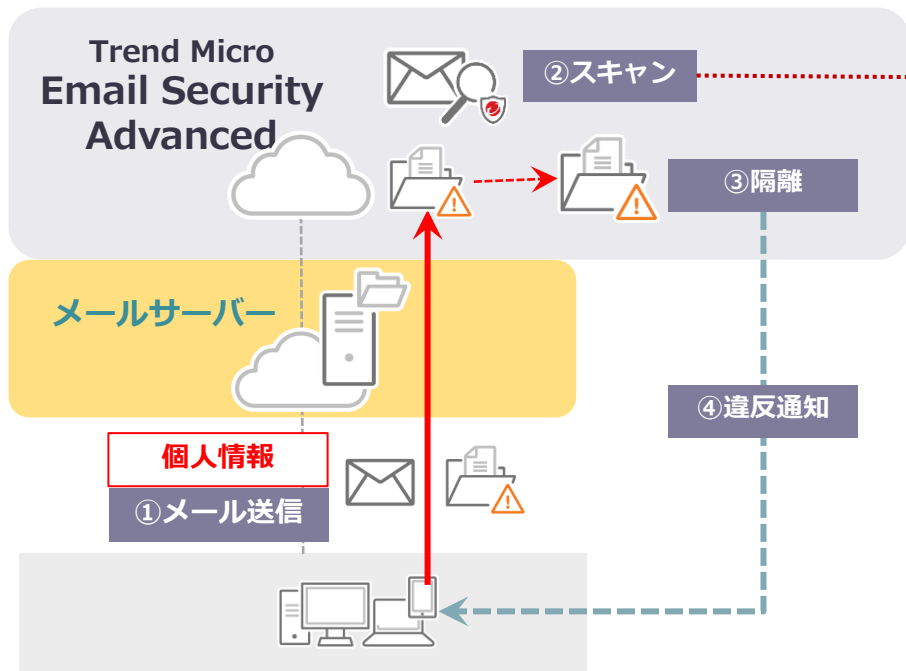 Trend Micro
Email Security
Advanced
②スキャン
③隔離
メールサーバー
④違反通知
個人情報
①メール送信